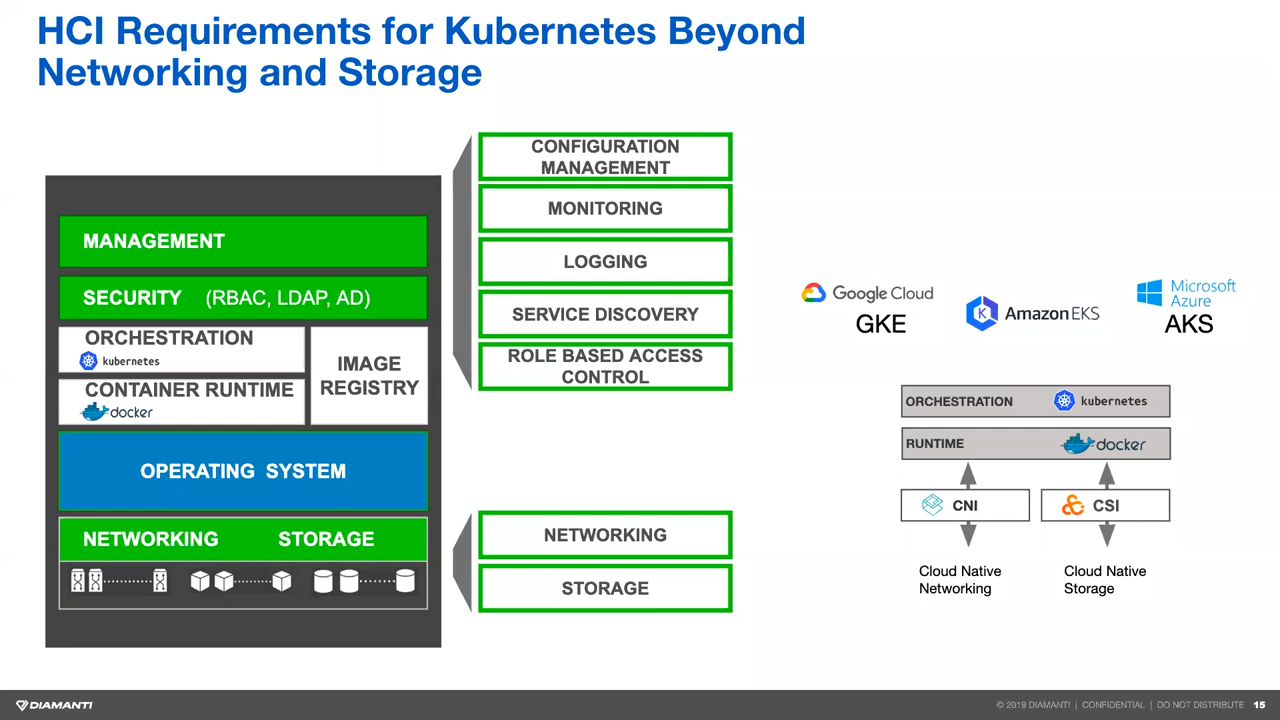 HCI Requirements for Kubernetes Beyond
Networking and Storage
MANAGEMENT
SECURITY (RBAC, LDAP, AD)
ORCHESTRATION
kubernetes
CONTAINER RUNTIME
docker
IMAGE
REGISTRY
OPERATING SYSTEM
NETWORKING STORAGE
CONFIGURATION
MANAGEMENT
MONITORING
LOGGING
SERVICE DISCOVERY
ROLE BASED ACCESS
CONTROL
NETWORKING
STORAGE
Google Cloud
GKE
Amazon EKS
Microsoft
Azure
AKS
ORCHESTRATION kubernetes
RUNTIME docker
CNI
CSI
Cloud Native
Networking
Cloud Native
Storage
DIAMANTI
© 2019 DIAMANTI | CONFIDENTIAL | DO NOT DISTRIBUTE 15